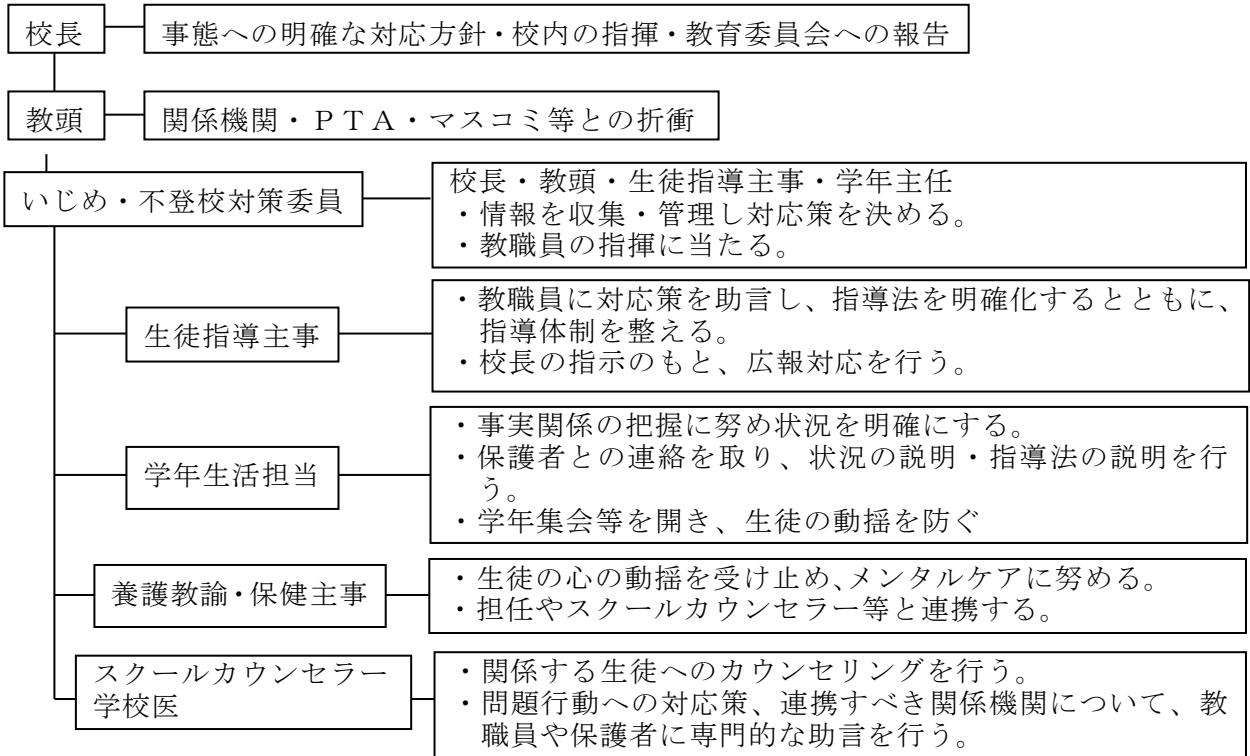 校長
事態への明確な対応方針・校内の指揮・教育委員会への報告
教頭
関係機関・ＰＴＡ・マスコミ等との折衝
いじめ・不登校対策委員
校長・教頭・生徒指導主事・学年主任
・情報を収集・管理し対応策を決める。
・教職員の指揮に当たる。
生徒指導主事
・教職員に対応策を助言し、指導法を明確化するとともに、
指導体制を整える。
・校長の指示のもと、広報対応を行う。
学年生活担当
・事実関係の把握に努め状況を明確にする。
・保護者との連絡を取り、状況の説明・指導法の説明を行
う。
・学年集会等を開き、生徒の動揺を防ぐ
養護教諭・保健主事
・生徒の心の動揺を受け止め、メンタルケアに努める。
・担任やスクールカウンセラー等と連携する。
スクールカウンセラー
学校医
・関係する生徒へのカウンセリングを行う。
・問題行動への対応策、連携すべき関係機関について、教
職員や保護者に専門的な助言を行う。